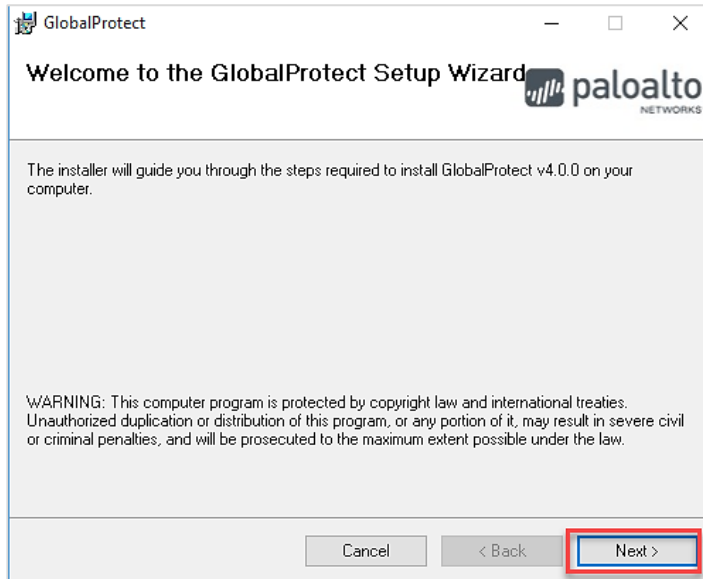 GlobalProtect
Welcome to the GlobalProtect Setup Wizard
paloalto
NETWORKS
The installer will guide you through the steps required to install GlobalProtect v4.0.0 on your
computer.
WARNING: This computer program is protected by copyright law and international treaties.
Unauthorized duplication or distribution of this program, or any portion of it, may result in severe civil
or criminal penalties, and will be prosecuted to the maximum extent possible under the law.
Cancel
< Back
Next >